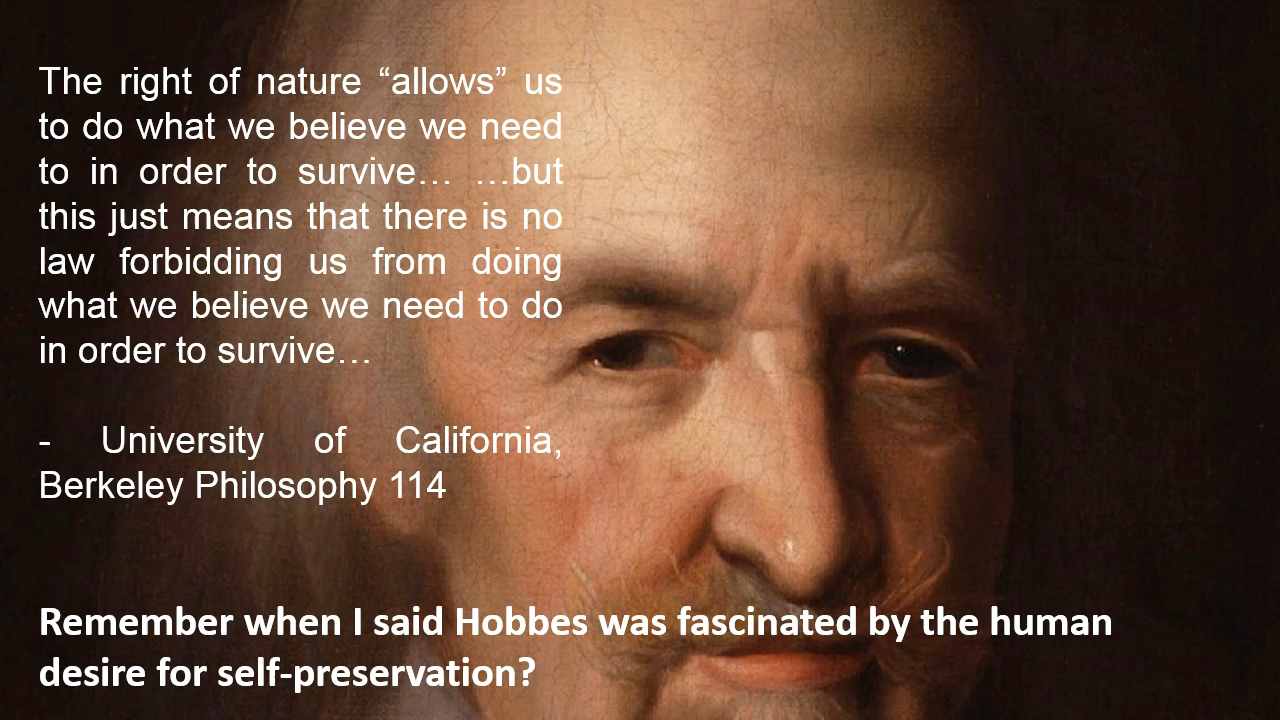 The right of nature “allows” us
to do what we believe we need
to in order to survive… …but
this just means that there is no
law forbidding us from doing
what we believe we need to do
in order to survive…
- University of California,
Berkeley Philosophy 114
Remember when I said Hobbes was fascinated by the human
desire for self-preservation?